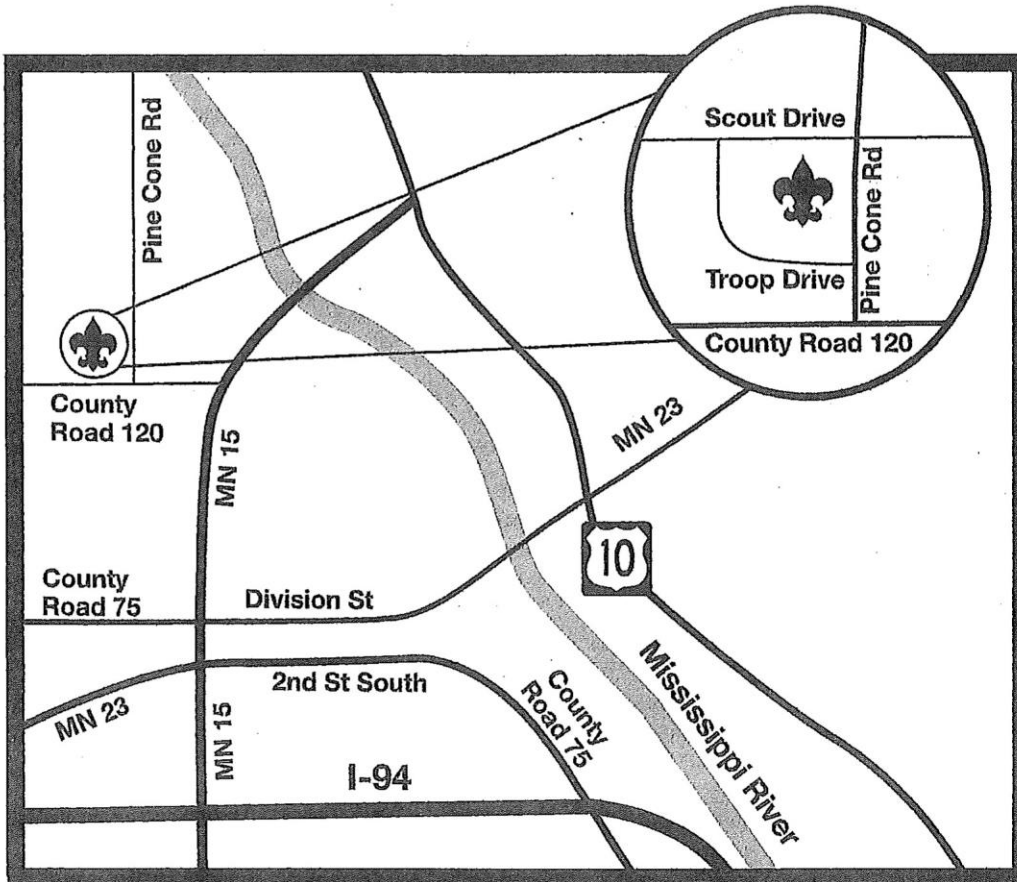 Pine Cone Rd
Scout Drive
Pine Cone Rd
Troop Drive
County Road 120
County
Road 120
MN 15
MN 23
10
County
Road 75
Division St
2nd St South
MN 23
MN 15
County
Road 75
Mississippi River
I-94